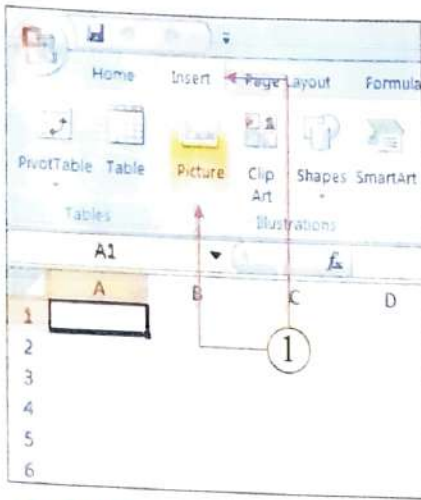 Home Insert Page Layout Formula
PivotTable Table Picture Clip Art Shapes SmartArt
Tables Illustrations
A1 fx
A B C D
1
1
2
3
4
5
6